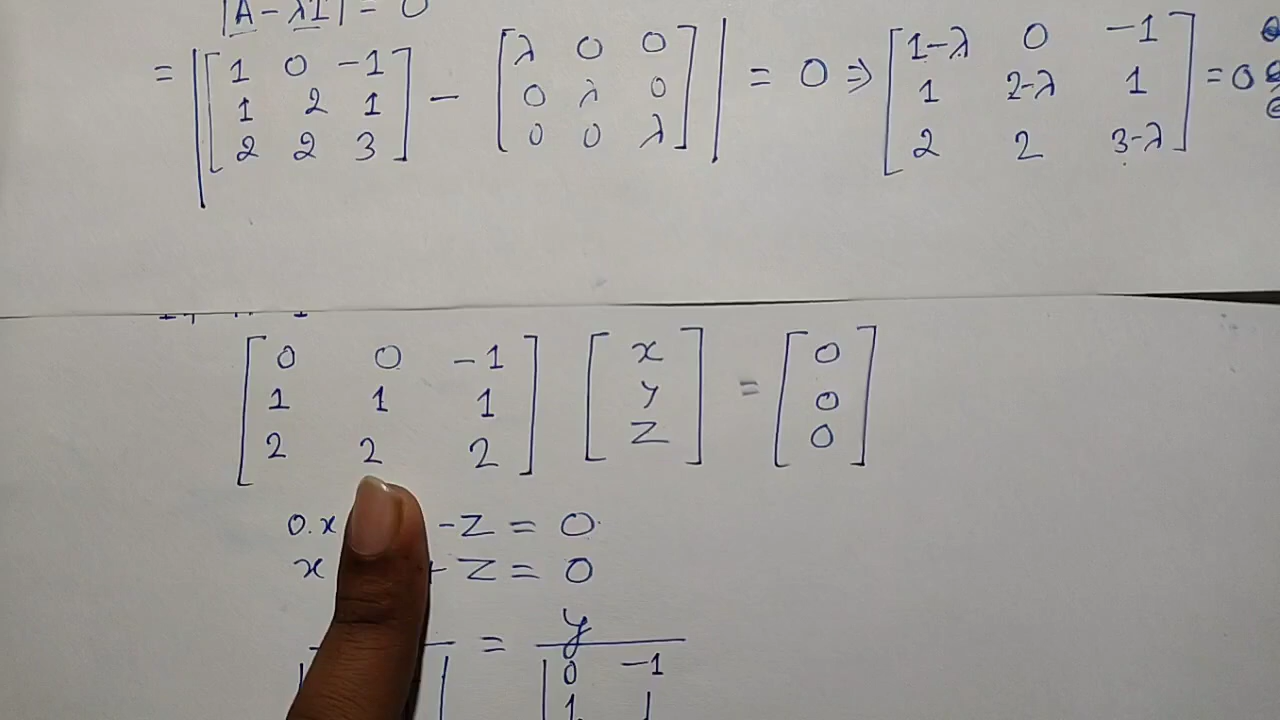 |A-λI| = 0
= |[1 0 -1 - [λ 0 0 | = 0 ⇒ [1-λ 0 -1
1 2 1 0 λ 0 1 2-λ 1 = 0
2 2 3] 0 0 λ] 2 2 3-λ]
[0 0 -1 [x [0
1 1 1 y = 0
2 2 2] z] 0]
0.x -z = 0
x + z = 0
= y
0 -1
1